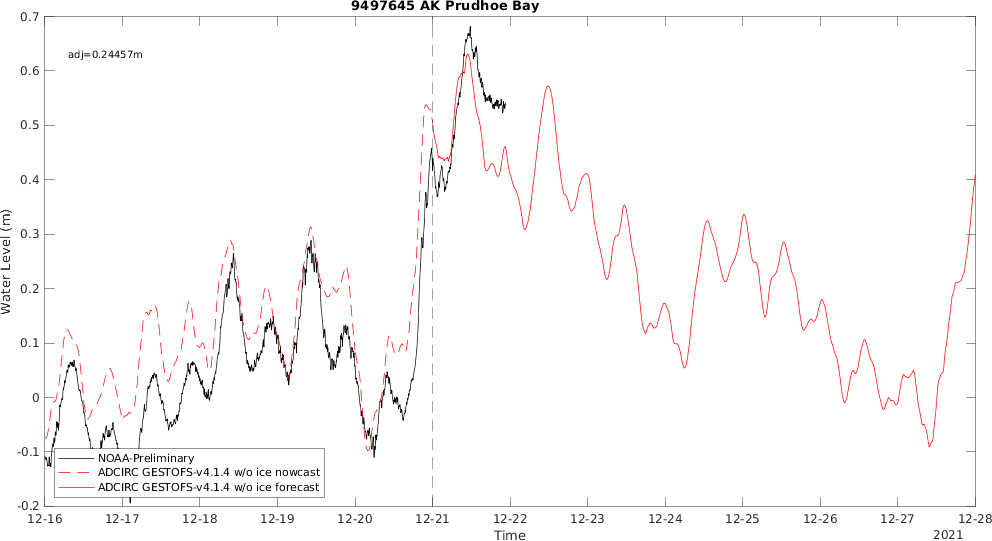 9497645 AK Prudhoe Bay
adj=0.24457m
0.7
0.6
0.5
0.4
0.3
0.2
0.1
0
-0.1
-0.2
Water Level (m)
NOAA-Preliminary
ADCIRC GESTOFS-v4.1.4 w/o ice nowcast
ADCIRC GESTOFS-v4.1.4 w/o ice forecast
12-16 12-17 12-18 12-19 12-20 12-21 12-22 12-23 12-24 12-25 12-26 12-27 12-28
Time
2021